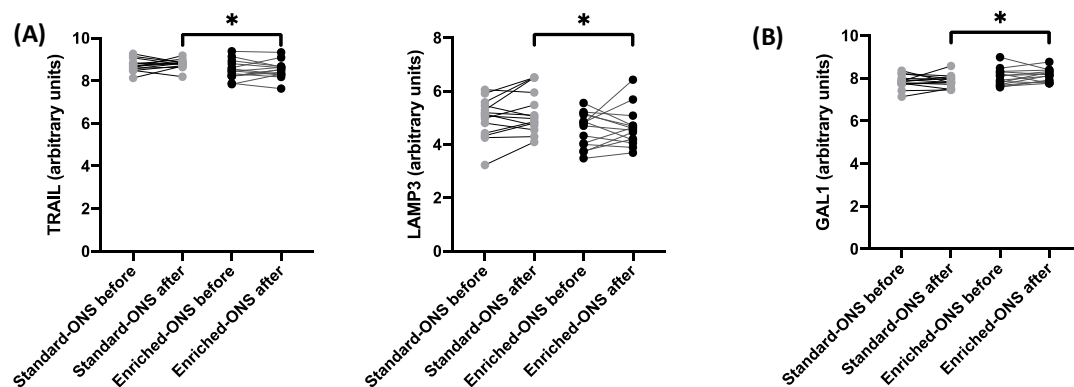 (A)
TRAIL (arbitrary units)
10
8
6
4
2
0
*
Standard-ONS before
Standard-ONS after
Enriched-ONS before
Enriched-ONS after
LAMP3 (arbitrary units)
8
6
4
2
0
*
Standard-ONS before
Standard-ONS after
Enriched-ONS before
Enriched-ONS after
(B)
GAL1 (arbitrary units)
10
8
6
4
2
0
*
Standard-ONS before
Standard-ONS after
Enriched-ONS before
Enriched-ONS after